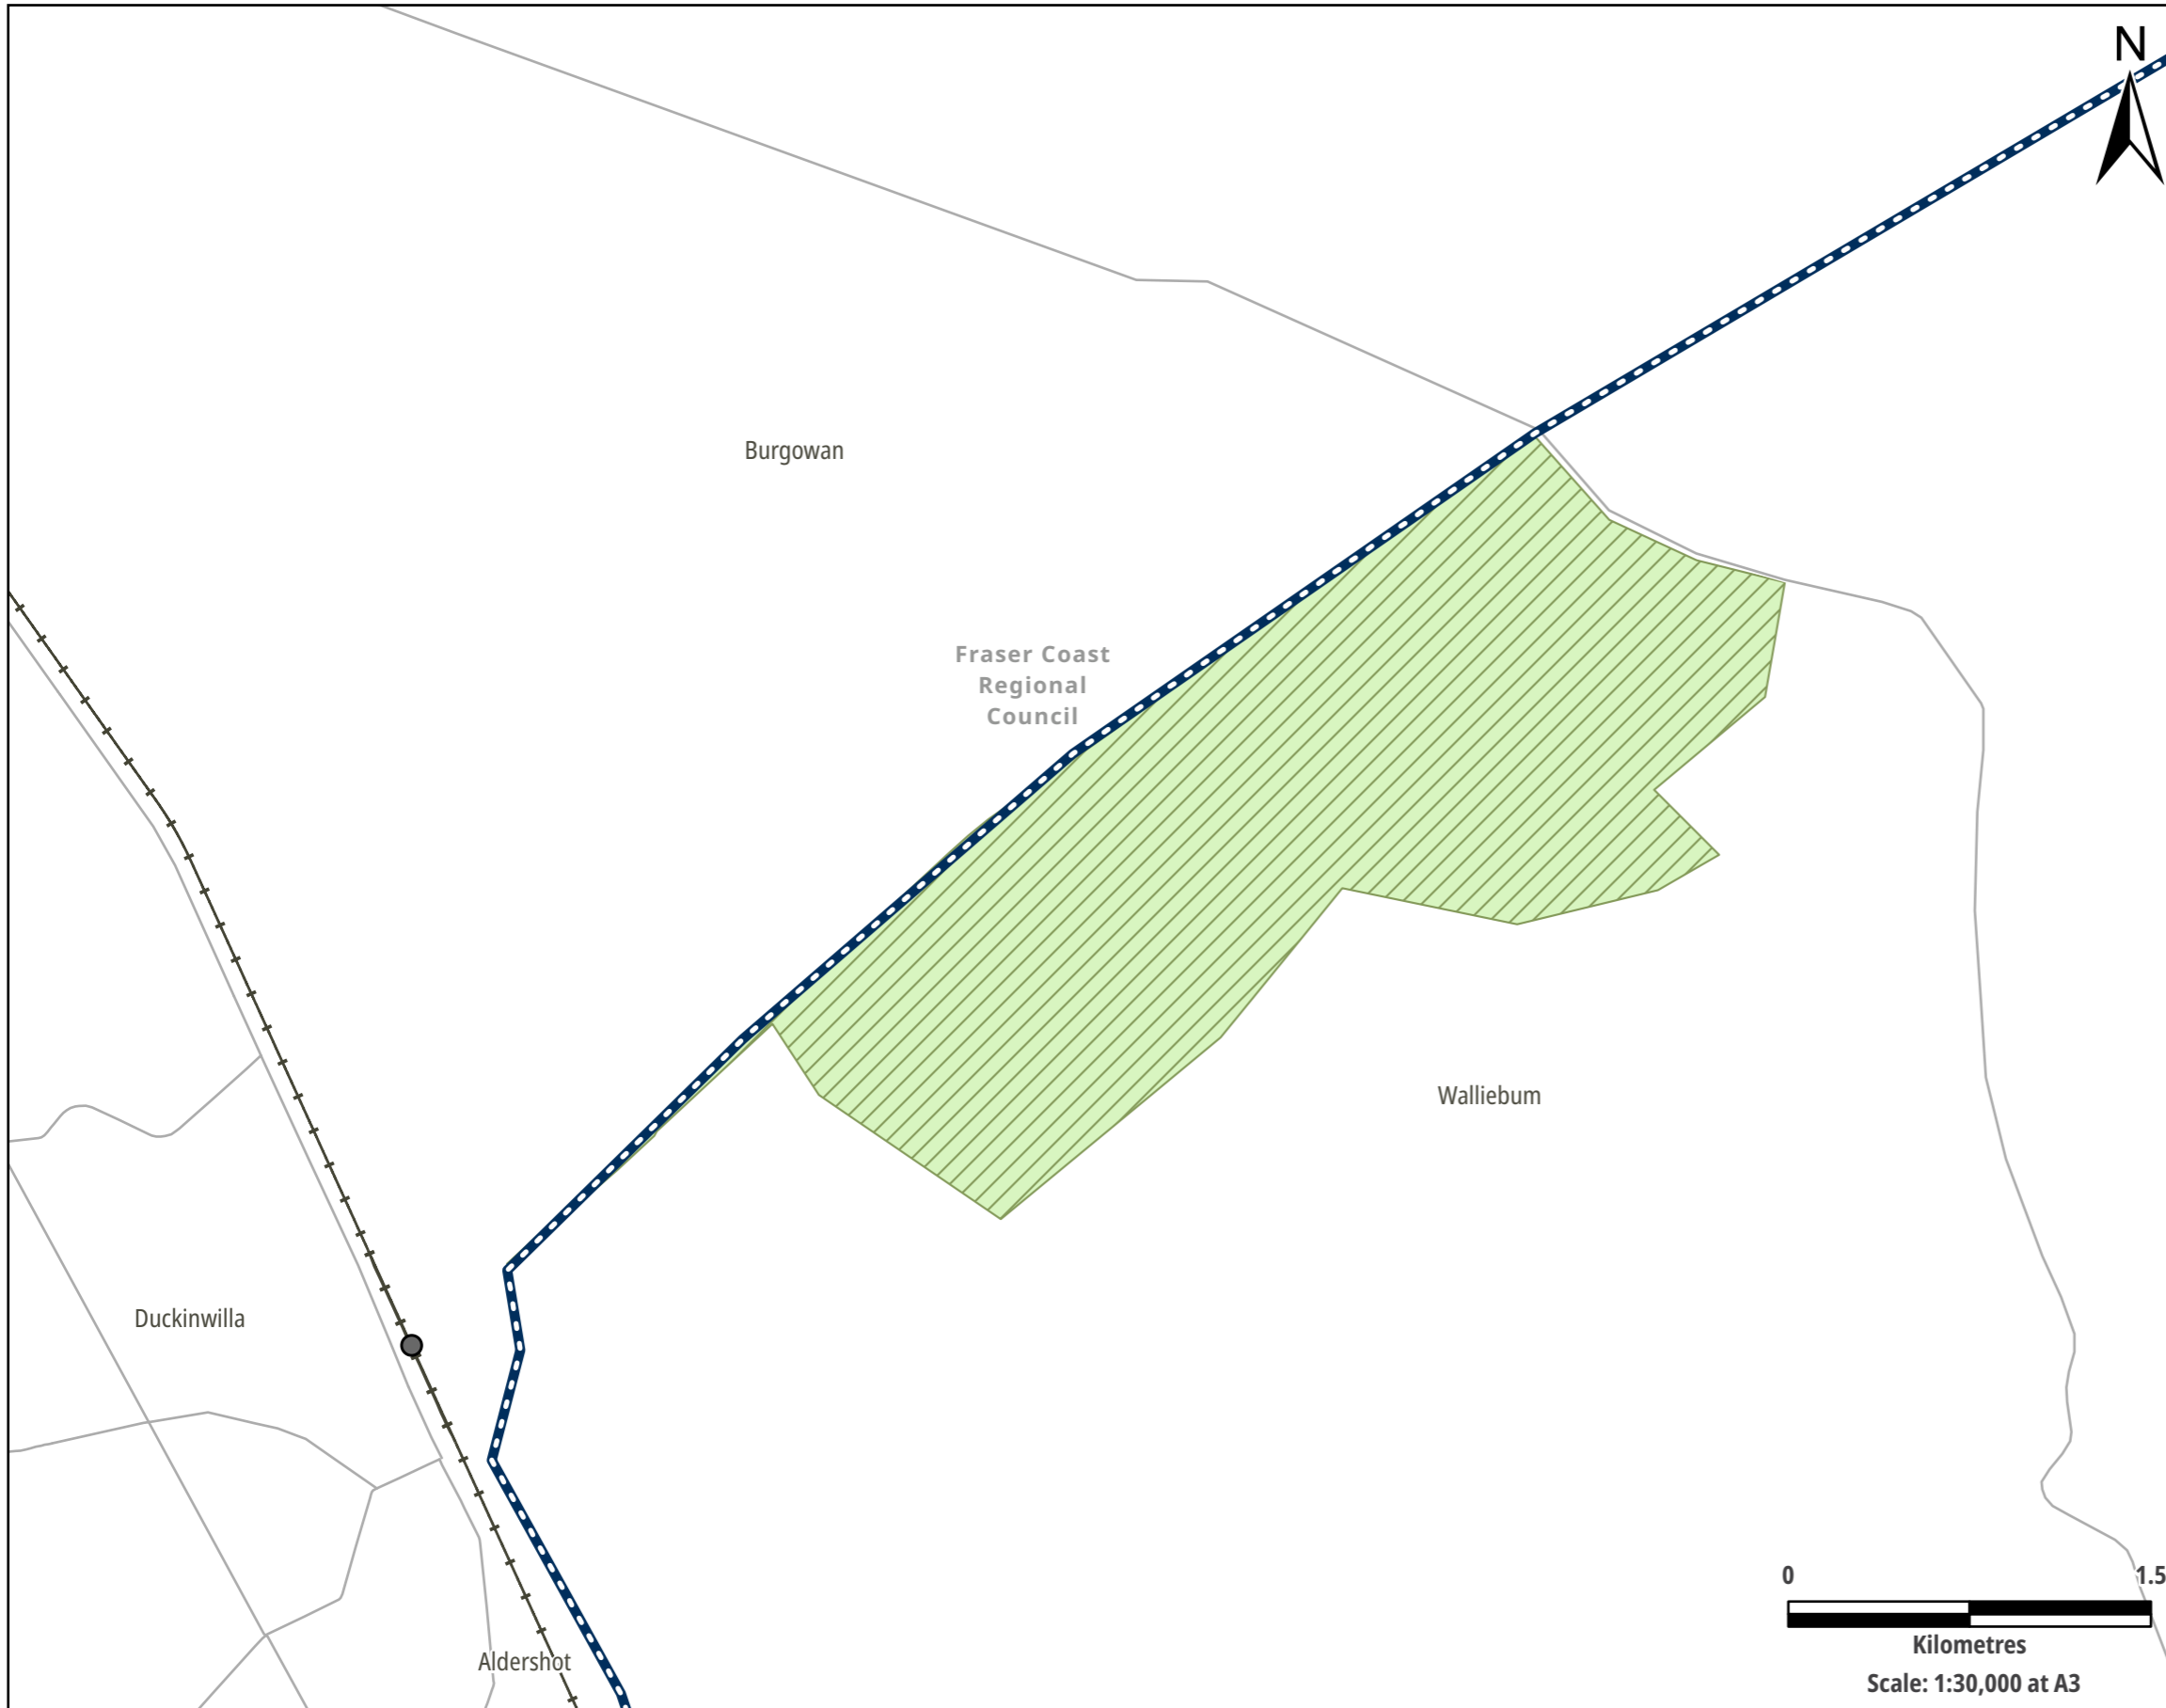 N
Burgowan
Fraser Coast
Regional
Council
Walliebum
Duckinwilla
Aldershot
0 1.5
Kilometres
Scale: 1:30,000 at A3